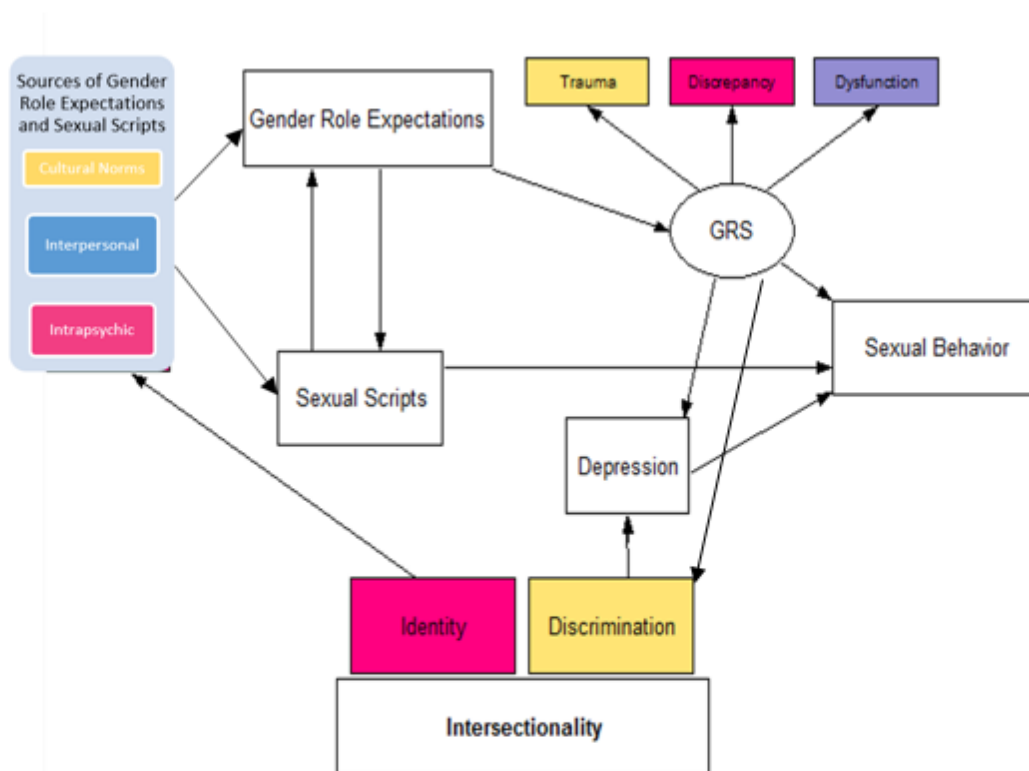 Sources of Gender
Role Expectations
and Sexual Scripts
Cultural Norms
Interpersonal
Intrapsychic
Gender Role Expectations
Trauma
Discrepancy
Dysfunction
GRS
Sexual Behavior
Sexual Scripts
Depression
Identity
Discrimination
Intersectionality